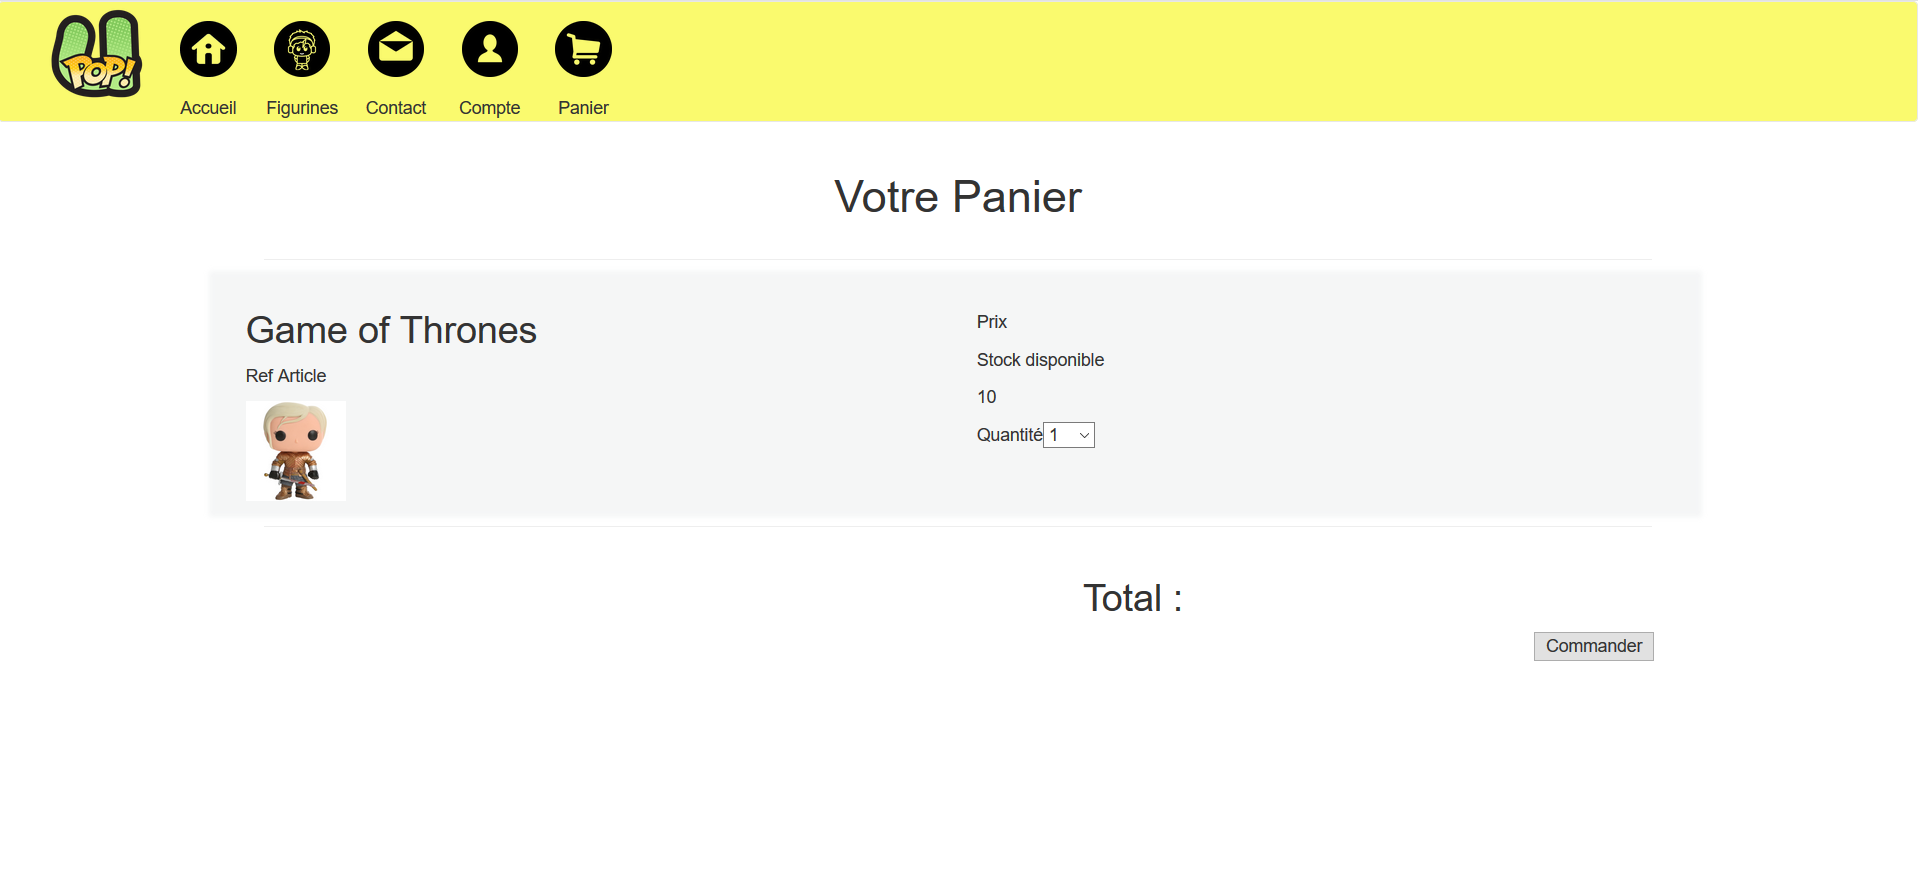 POP!
Accueil Figurines Contact Compte Panier
Votre Panier
Game of Thrones
Ref Article
Prix
Stock disponible
10
Quantité 1
Total :
Commander